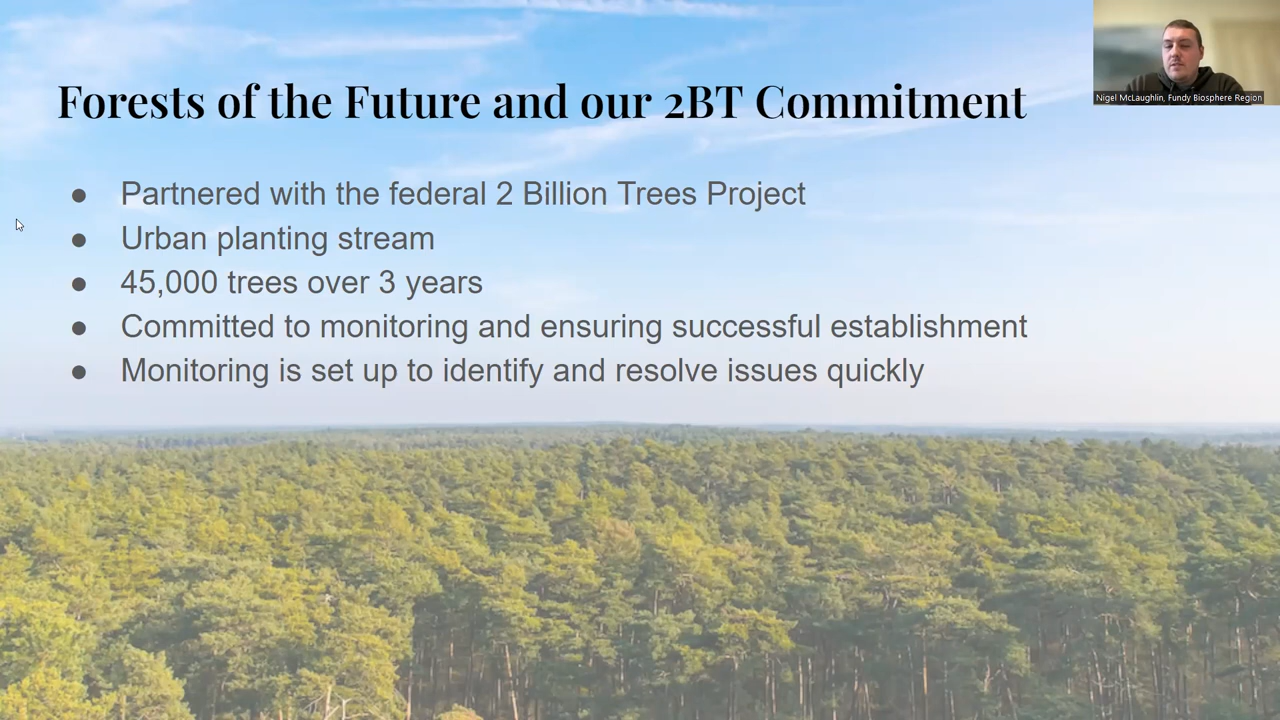 Forests of the Future and our 2BT Commitment
Nigel McLaughlin, Fundy Biosphere Region
● Partnered with the federal 2 Billion Trees Project
● Urban planting stream
● 45,000 trees over 3 years
● Committed to monitoring and ensuring successful establishment
● Monitoring is set up to identify and resolve issues quickly